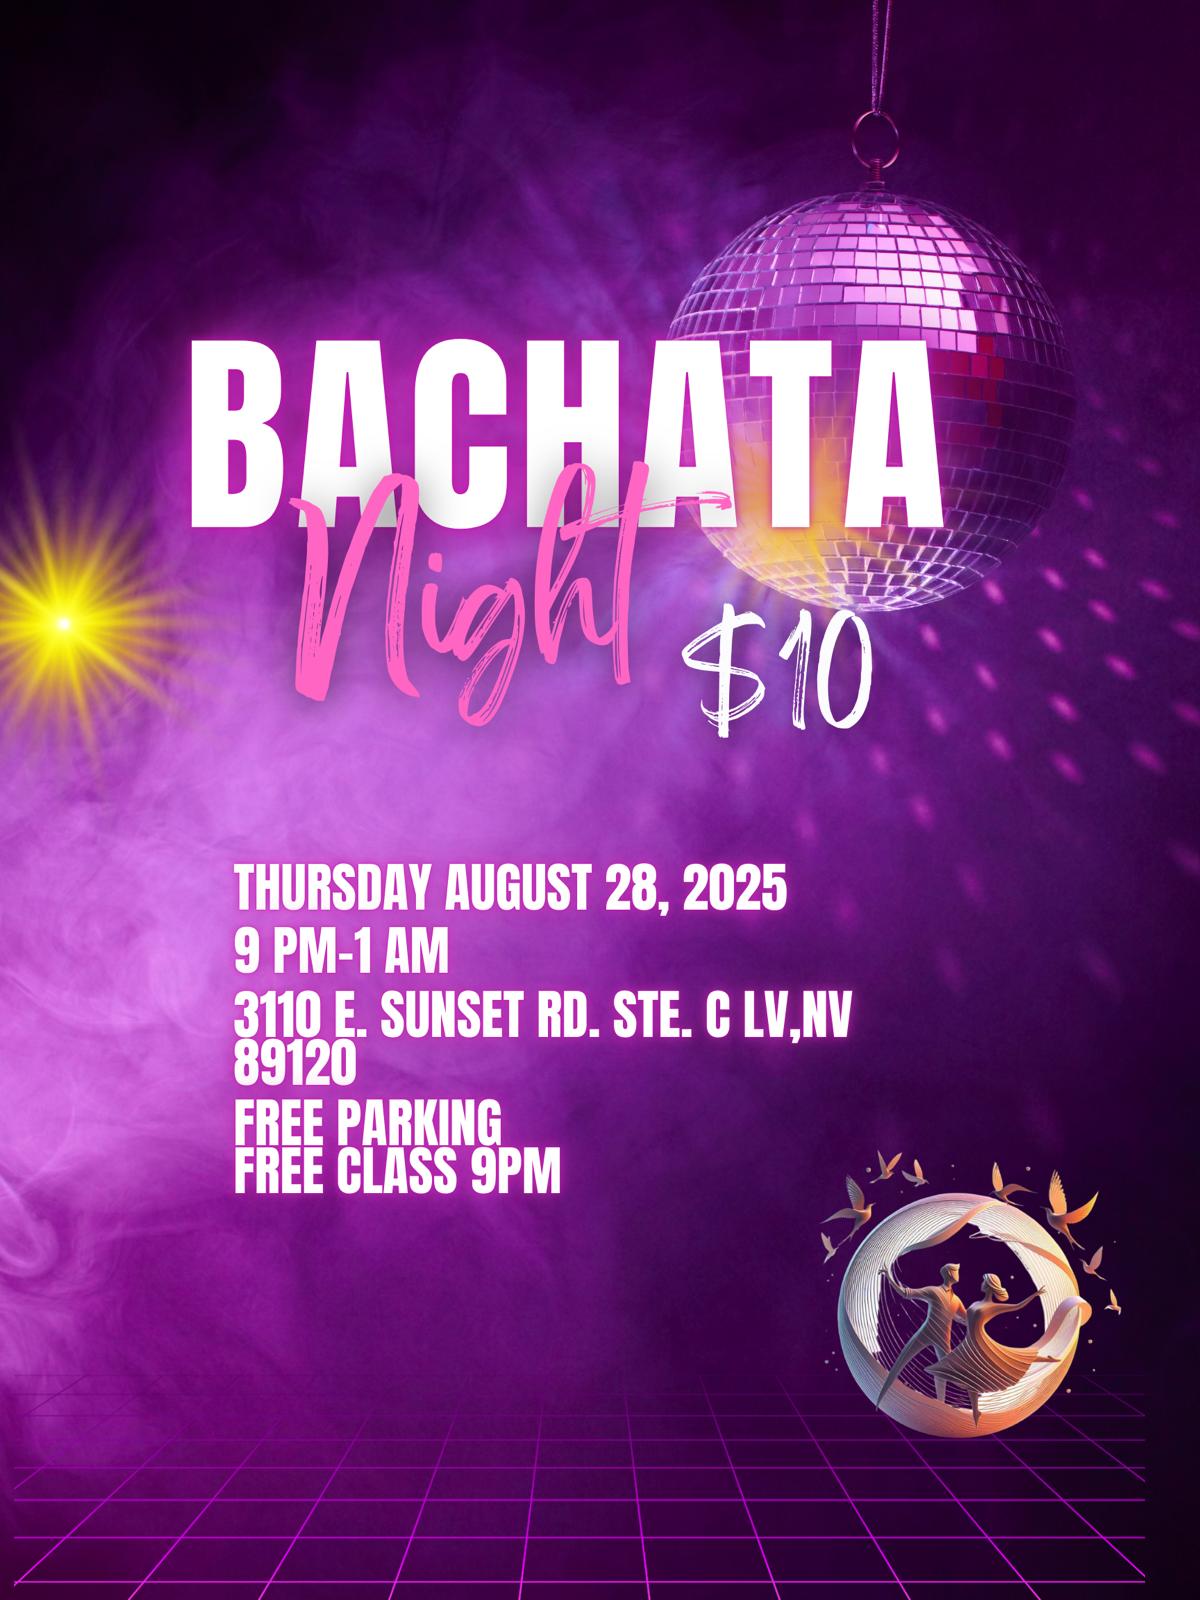 BACHATA
Night
$10
THURSDAY AUGUST 28, 2025
9 PM-1 AM
3110 E. SUNSET RD. STE. C LV,NV
89120
FREE PARKING
FREE CLASS 9PM